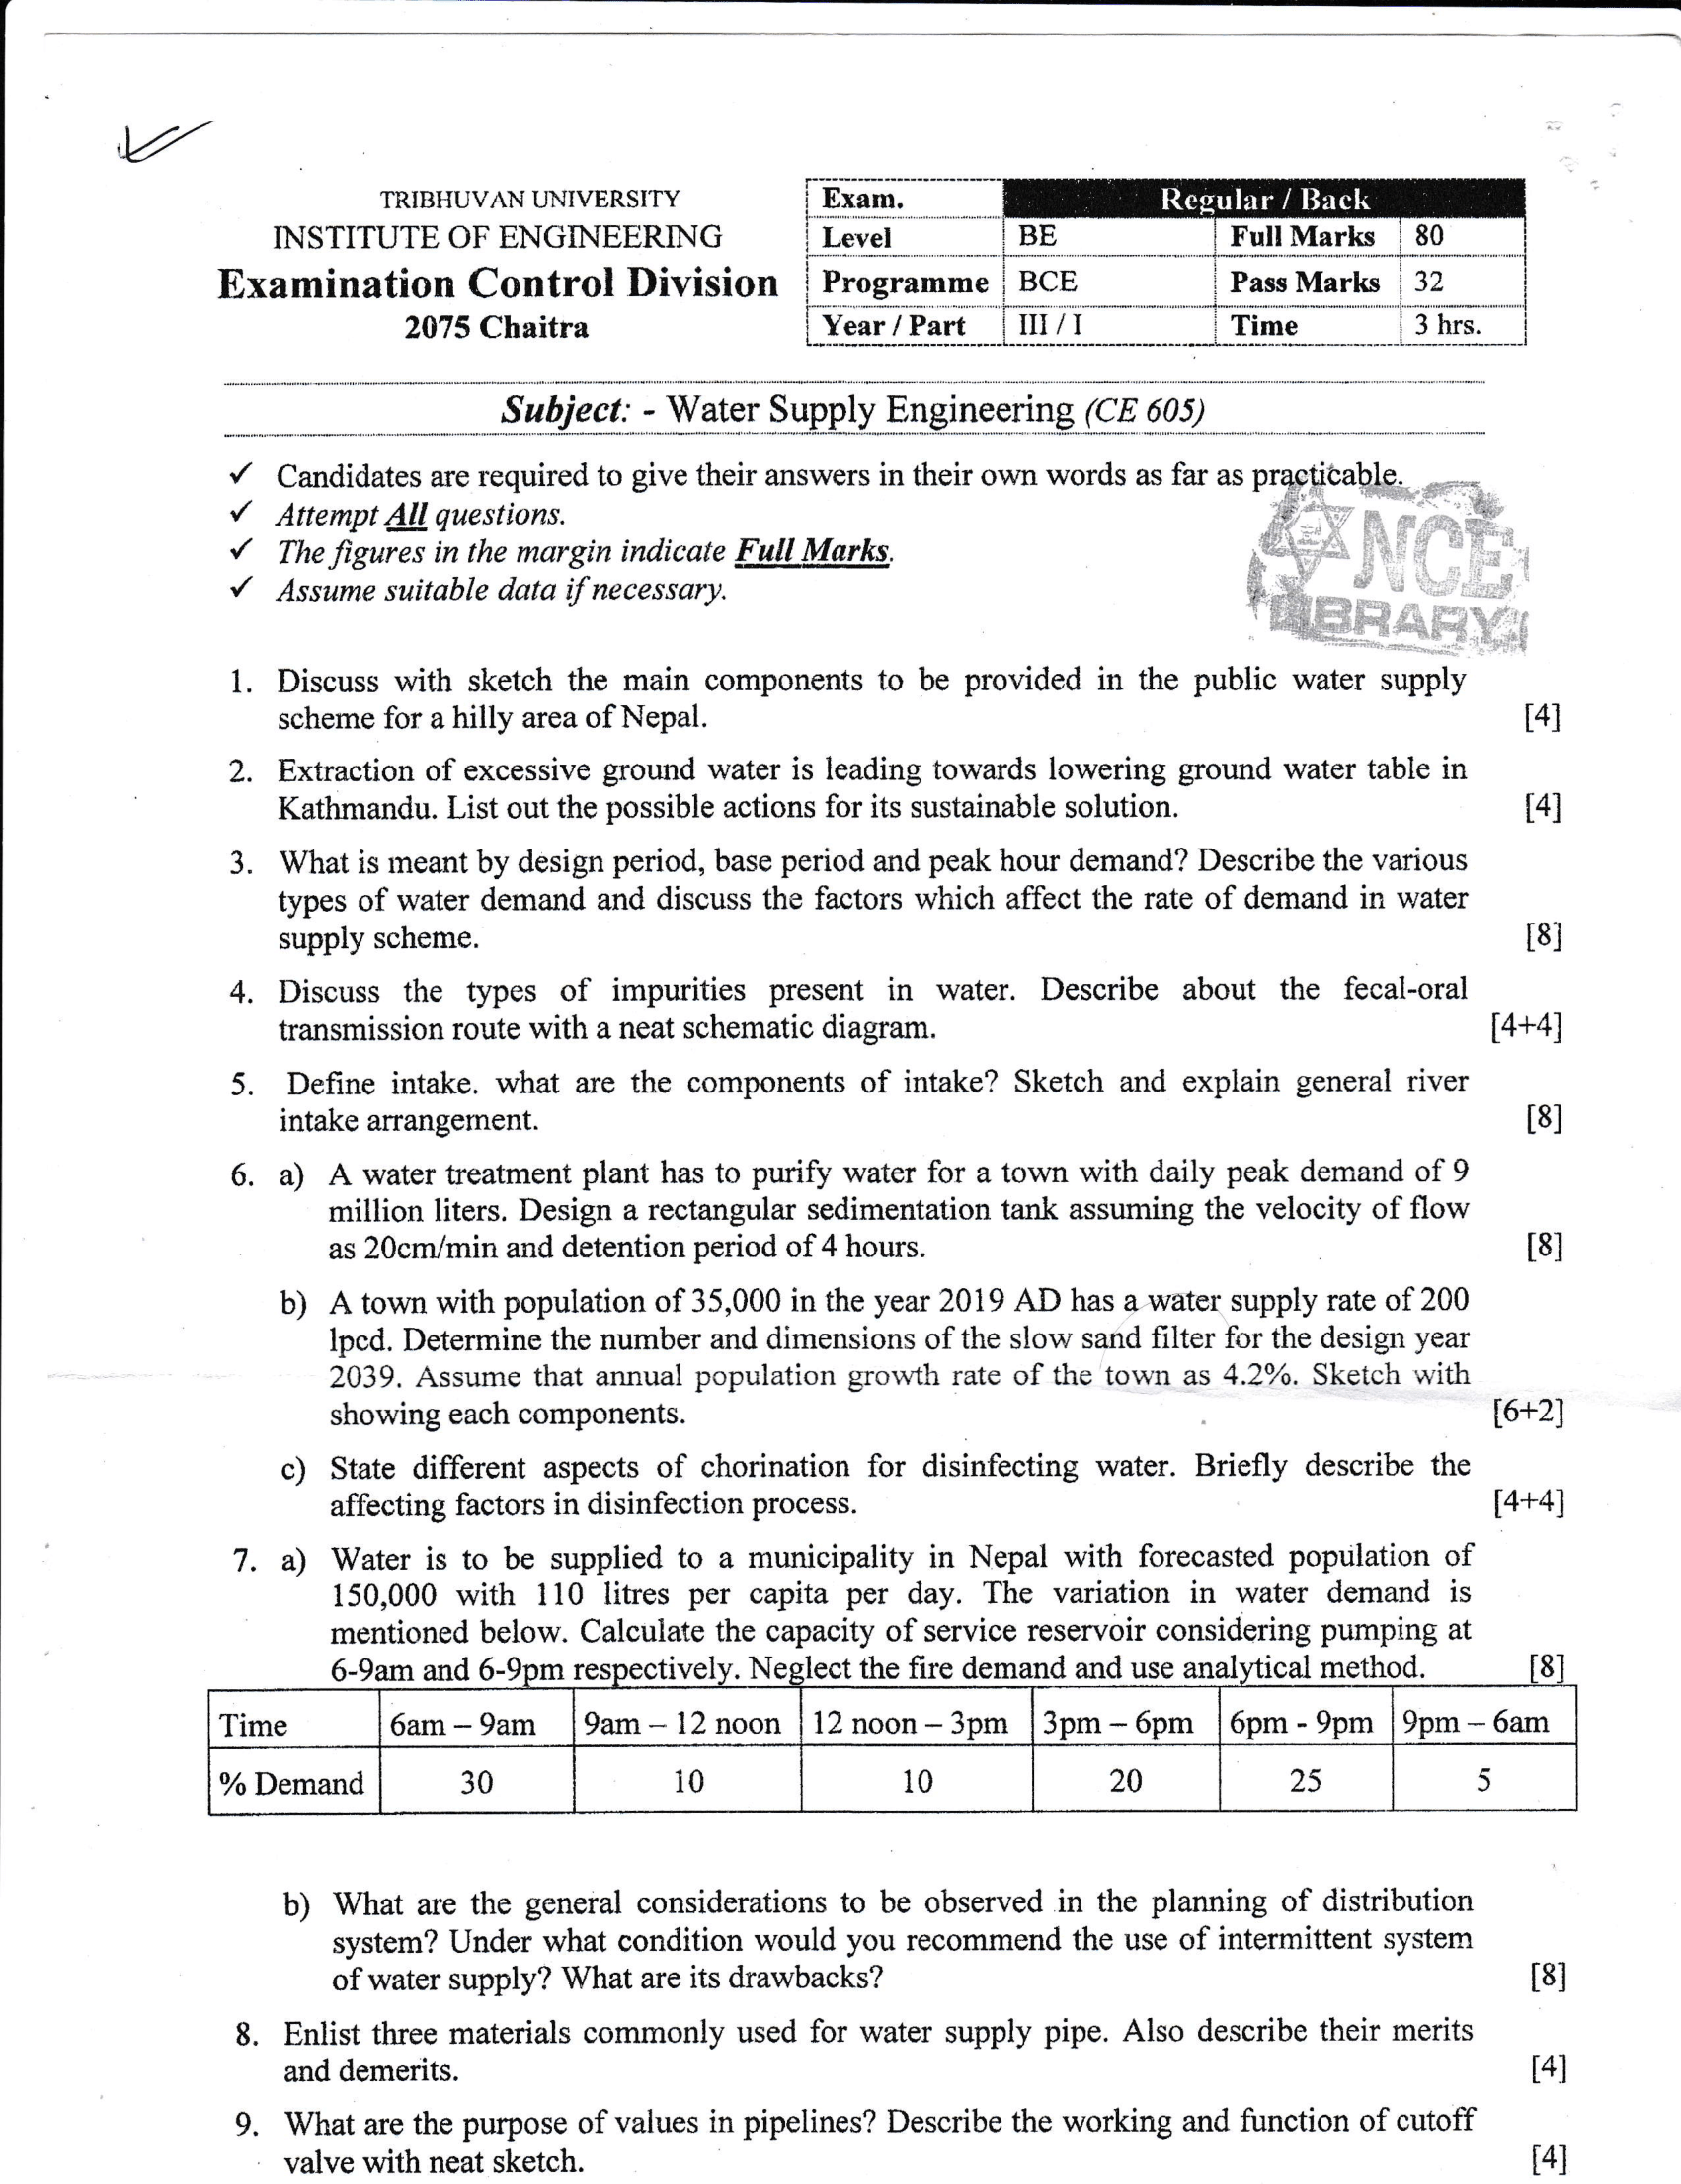 TRIBHUVAN UNIVERSITY
INSTITUTE OF ENGINEERING
Examination Control Division
2075 Chaitra
Exam. Regular / Back
Level BE Full Marks 80
Programme BCE Pass Marks 32
Year / Part III / I Time 3 hrs.
Subject: - Water Supply Engineering (CE 605)
✓ Candidates are required to give their answers in their own words as far as practicable.
✓ Attempt All questions.
✓ The figures in the margin indicate Full Marks.
✓ Assume suitable data if necessary.
NCE
LIBRARY
1. Discuss with sketch the main components to be provided in the public water supply
scheme for a hilly area of Nepal. [4]
2. Extraction of excessive ground water is leading towards lowering ground water table in
Kathmandu. List out the possible actions for its sustainable solution. [4]
3. What is meant by design period, base period and peak hour demand? Describe the various
types of water demand and discuss the factors which affect the rate of demand in water
supply scheme. [8]
4. Discuss the types of impurities present in water. Describe about the fecal-oral
transmission route with a neat schematic diagram. [4+4]
5. Define intake. what are the components of intake? Sketch and explain general river
intake arrangement. [8]
6. a) A water treatment plant has to purify water for a town with daily peak demand of 9
million liters. Design a rectangular sedimentation tank assuming the velocity of flow
as 20cm/min and detention period of 4 hours. [8]
b) A town with population of 35,000 in the year 2019 AD has a water supply rate of 200
lpcd. Determine the number and dimensions of the slow sand filter for the design year
2039. Assume that annual population growth rate of the town as 4.2%. Sketch with
showing each components. [6+2]
c) State different aspects of chorination for disinfecting water. Briefly describe the
affecting factors in disinfection process. [4+4]
7. a) Water is to be supplied to a municipality in Nepal with forecasted population of
150,000 with 110 litres per capita per day. The variation in water demand is
mentioned below. Calculate the capacity of service reservoir considering pumping at
6-9am and 6-9pm respectively. Neglect the fire demand and use analytical method. [8]
Time 6am – 9am 9am – 12 noon 12 noon – 3pm 3pm – 6pm 6pm - 9pm 9pm – 6am
% Demand 30 10 10 20 25 5
b) What are the general considerations to be observed in the planning of distribution
system? Under what condition would you recommend the use of intermittent system
of water supply? What are its drawbacks? [8]
8. Enlist three materials commonly used for water supply pipe. Also describe their merits
and demerits. [4]
9. What are the purpose of values in pipelines? Describe the working and function of cutoff
valve with neat sketch. [4]